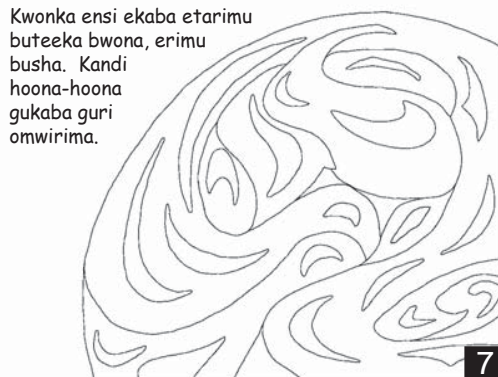 Kwonka ensi ekaba etarimu
buteeka bwona, erimu
busha.  Kandi
hoona-hoona
gukaba guri
omwirima.
7